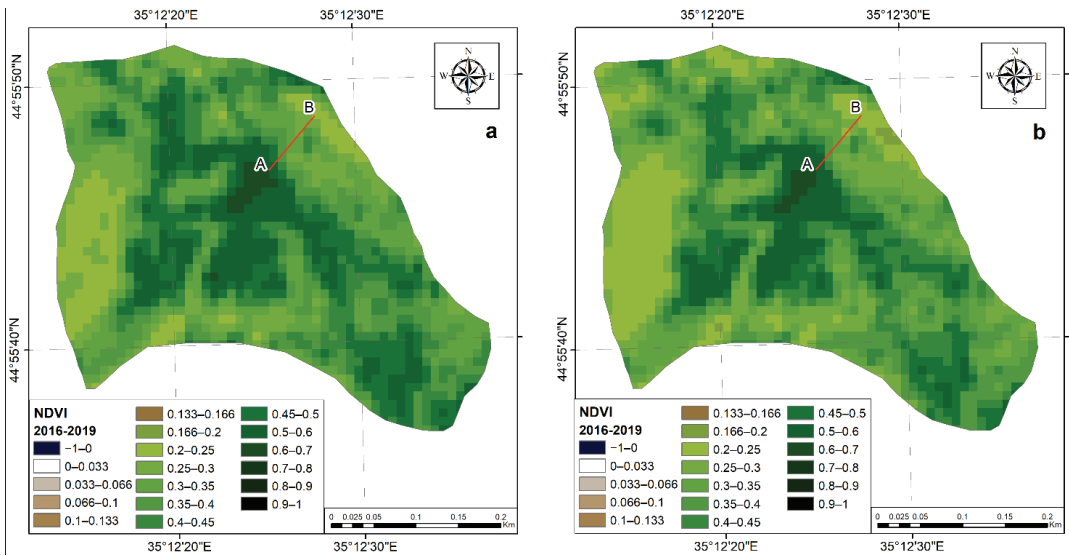 35°12'20"E
35°12'30"E
N
W E
S
a
B
A
44°55'50"N
44°55'40"N
NDVI
2016-2019
−1–0
0–0.033
0.033–0.066
0.066–0.1
0.1–0.133
0.133–0.166
0.166–0.2
0.2–0.25
0.25–0.3
0.3–0.35
0.35–0.4
0.4–0.45
0.45–0.5
0.5–0.6
0.6–0.7
0.7–0.8
0.8–0.9
0.9–1
0 0.025 0.05 0.1 0.15 0.2
Km
35°12'20"E
35°12'30"E
35°12'20"E
35°12'30"E
N
W E
S
b
B
A
44°55'50"N
44°55'40"N
NDVI
2016-2019
−1–0
0–0.033
0.033–0.066
0.066–0.1
0.1–0.133
0.133–0.166
0.166–0.2
0.2–0.25
0.25–0.3
0.3–0.35
0.35–0.4
0.4–0.45
0.45–0.5
0.5–0.6
0.6–0.7
0.7–0.8
0.8–0.9
0.9–1
0 0.025 0.05 0.1 0.15 0.2
Km
35°12'20"E
35°12'30"E